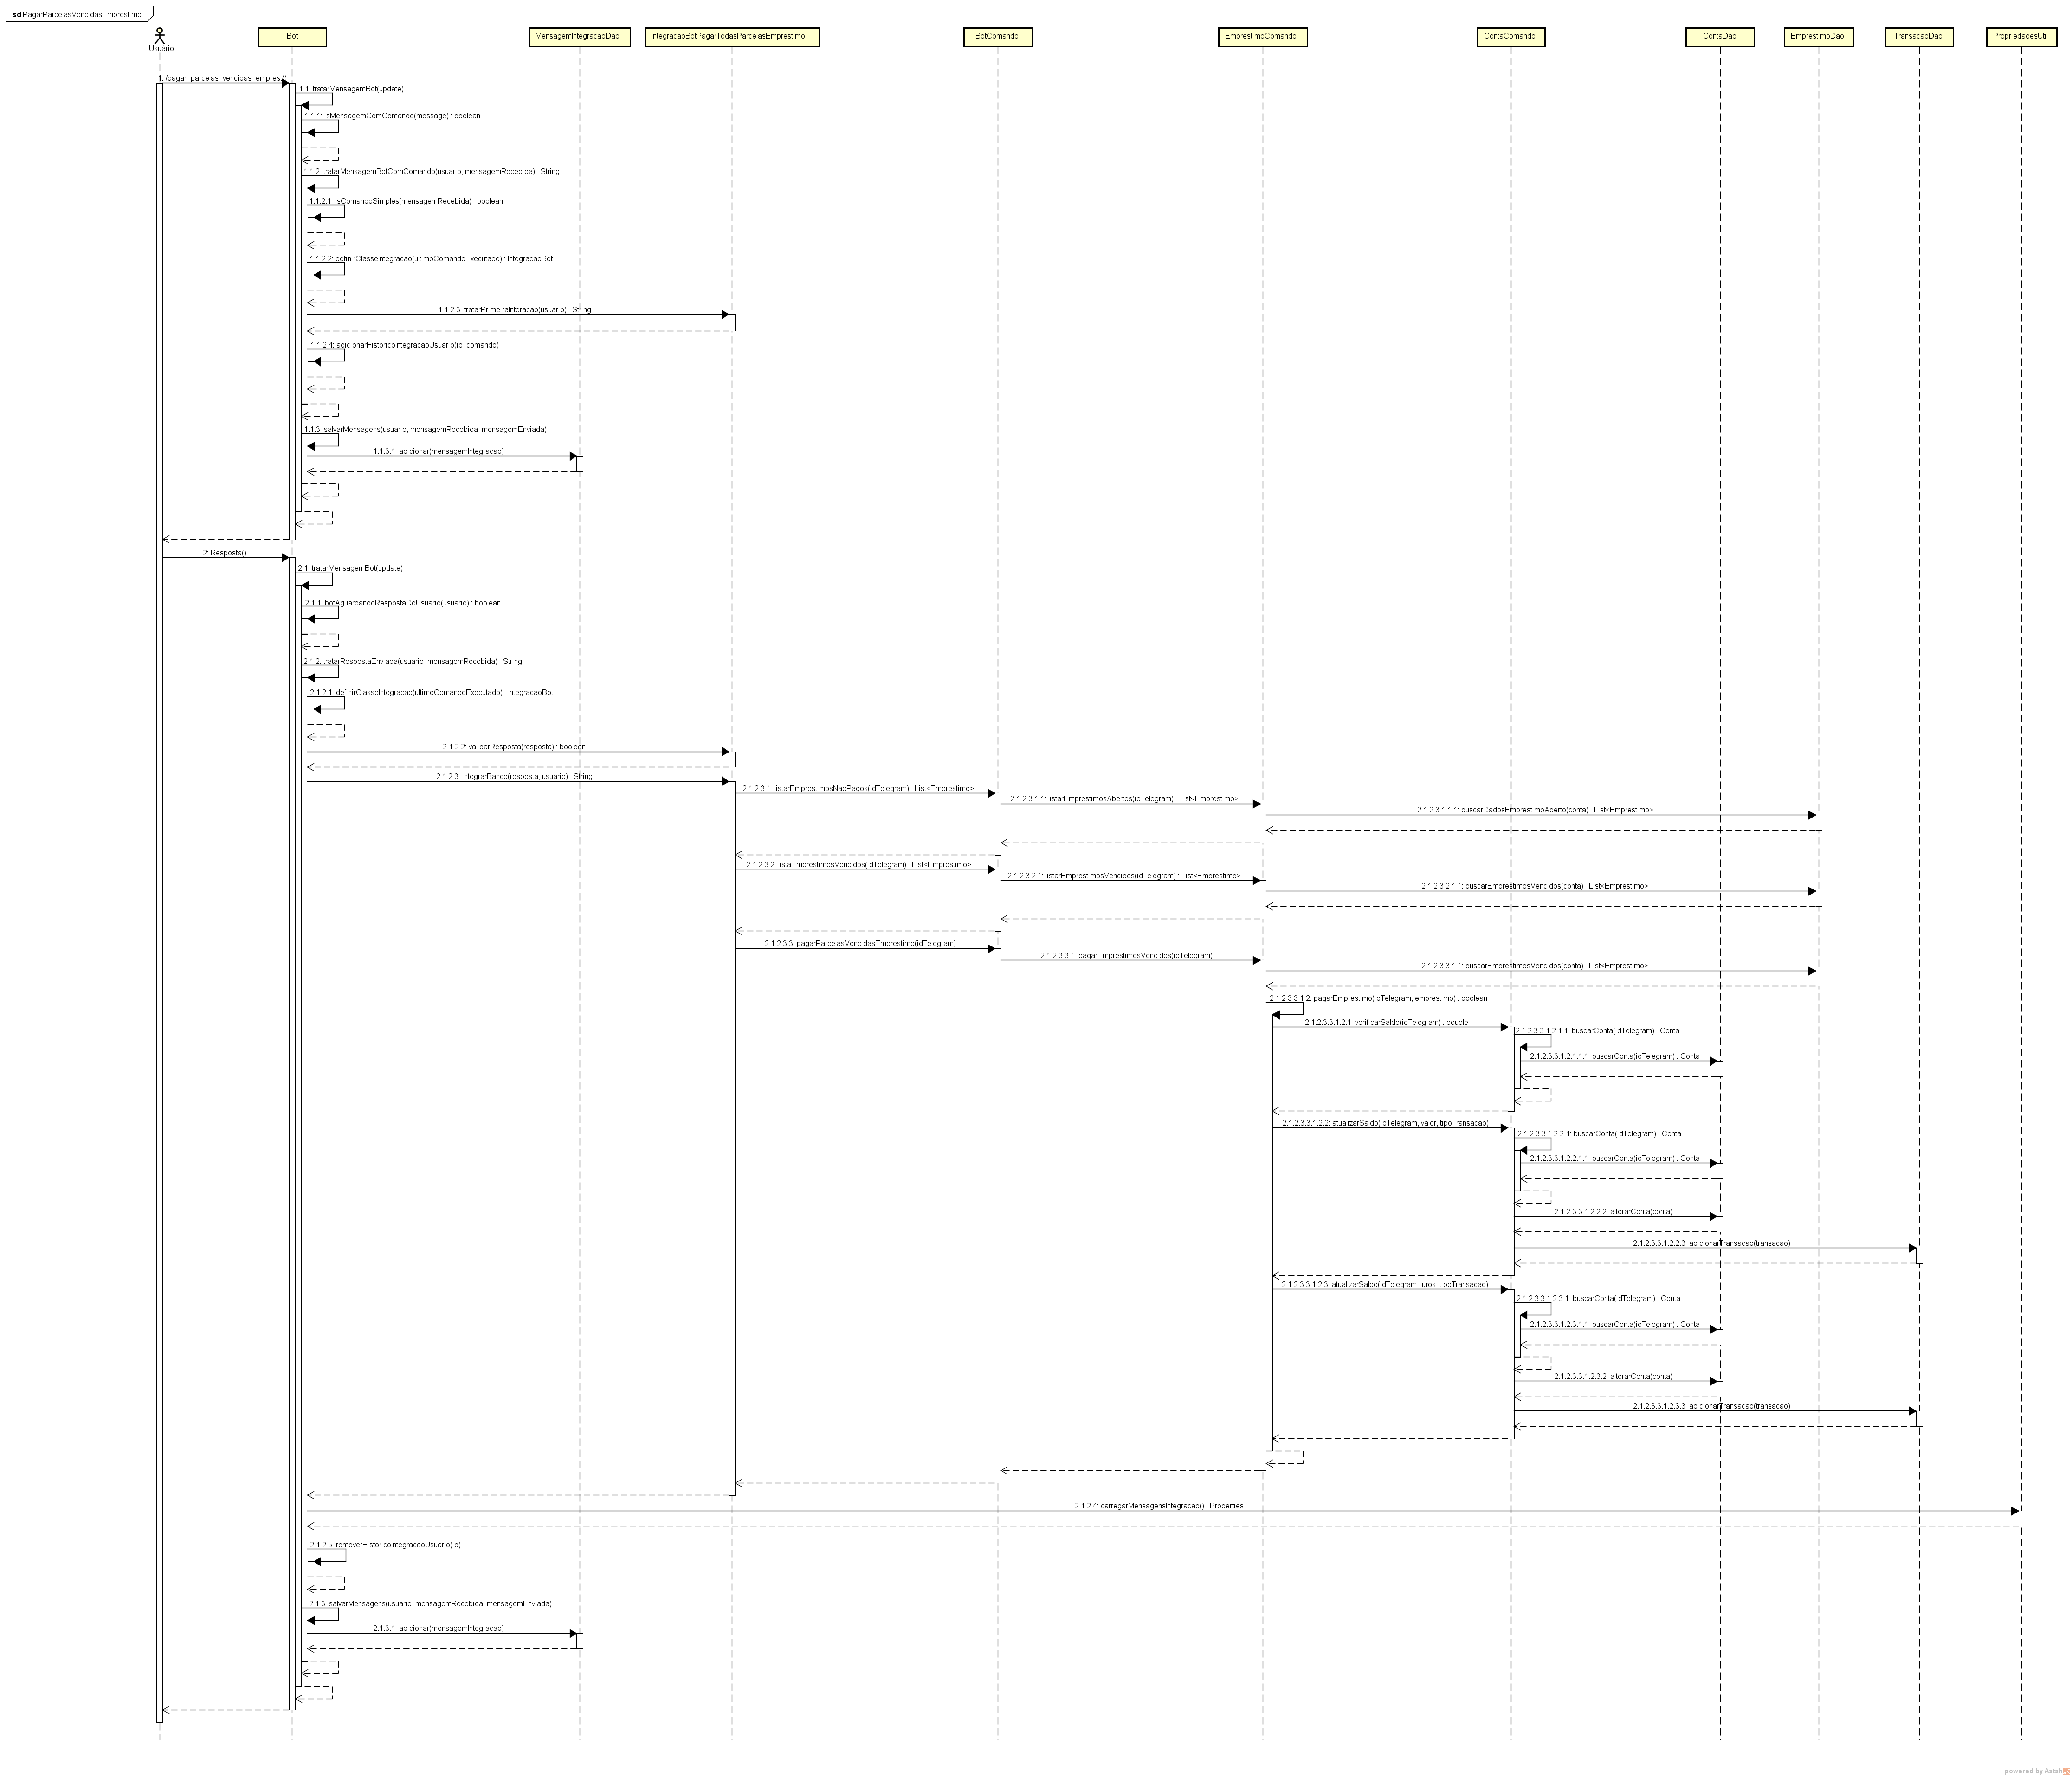 sd PagarParcelasVencidasEmprestimo
: Usuario
Bot
MensagemIntegracaoDao
IntegracaoBotPagarTodasParcelasEmprestimo
BotComando
EmprestimoComando
ContaComando
ContaDao
EmprestimoDao
TransacaoDao
PropriedadesUtil
1: /pagar_parcelas_vencidas_emprest()
1.1: tratarMensagemBot(update)
1.1.1: isMensagemComComando(message) : boolean
1.1.2: tratarMensagemBotComComando(usuario, mensagemRecebida) : String
1.1.2.1: isComandoSimples(mensagemRecebida) : boolean
1.1.2.2: definirClasseIntegracao(ultimoComandoExecutado) : IntegracaoBot
1.1.2.3: tratarPrimeiraInteracao(usuario) : String
1.1.2.4: adicionarHistoricoIntegracaoUsuario(id, comando)
1.1.3: salvarMensagens(usuario, mensagemRecebida, mensagemEnviada)
1.1.3.1: adicionar(mensagemIntegracao)
2: Resposta()
2.1: tratarMensagemBot(update)
2.1.1: botAguardandoRespostaDoUsuario(usuario) : boolean
2.1.2: tratarRespostaEnviada(usuario, mensagemRecebida) : String
2.1.2.1: definirClasseIntegracao(ultimoComandoExecutado) : IntegracaoBot
2.1.2.2: validarResposta(resposta) : boolean
2.1.2.3: integrarBanco(resposta, usuario) : String
2.1.2.3.1: listarEmprestimosNaoPagos(idTelegram) : List<Emprestimo>
2.1.2.3.1.1: listarEmprestimosAbertos(idTelegram) : List<Emprestimo>
2.1.2.3.1.1.1: buscarDadosEmprestimoAberto(conta) : List<Emprestimo>
2.1.2.3.2: listaEmprestimosVencidos(idTelegram) : List<Emprestimo>
2.1.2.3.2.1: listarEmprestimosVencidos(idTelegram) : List<Emprestimo>
2.1.2.3.2.1.1: buscarEmprestimosVencidos(conta) : List<Emprestimo>
2.1.2.3.3: pagarParcelasVencidasEmprestimo(idTelegram)
2.1.2.3.3.1: pagarEmprestimosVencidos(idTelegram)
2.1.2.3.3.1.1: buscarEmprestimosVencidos(conta) : List<Emprestimo>
2.1.2.3.3.1.2: pagarEmprestimo(idTelegram, emprestimo) : boolean
2.1.2.3.3.1.2.1: verificarSaldo(idTelegram) : double
2.1.2.3.3.1.2.1.1: buscarConta(idTelegram) : Conta
2.1.2.3.3.1.2.1.1.1: buscarConta(idTelegram) : Conta
2.1.2.3.3.1.2.2: atualizarSaldo(idTelegram, valor, tipoTransacao)
2.1.2.3.3.1.2.2.1: buscarConta(idTelegram) : Conta
2.1.2.3.3.1.2.2.1.1: buscarConta(idTelegram) : Conta
2.1.2.3.3.1.2.2.2: alterarConta(conta)
2.1.2.3.3.1.2.2.3: adicionarTransacao(transacao)
2.1.2.3.3.1.2.3: atualizarSaldo(idTelegram, juros, tipoTransacao)
2.1.2.3.3.1.2.3.1: buscarConta(idTelegram) : Conta
2.1.2.3.3.1.2.3.1.1: buscarConta(idTelegram) : Conta
2.1.2.3.3.1.2.3.2: alterarConta(conta)
2.1.2.3.3.1.2.3.3: adicionarTransacao(transacao)
2.1.2.4: carregarMensagensIntegracao() : Properties
2.1.2.5: removerHistoricoIntegracaoUsuario(id)
2.1.3: salvarMensagens(usuario, mensagemRecebida, mensagemEnviada)
2.1.3.1: adicionar(mensagemIntegracao)
powered by Astah